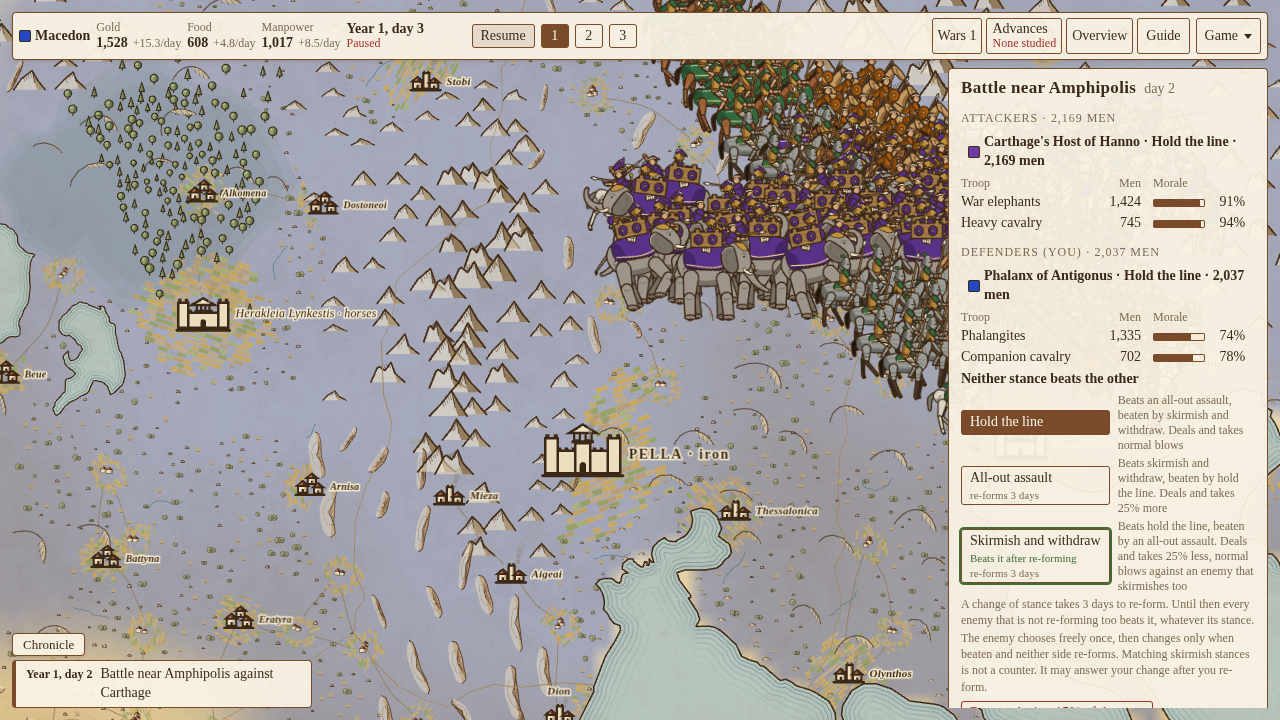 Macedon
Gold
1,528 +15.3/day
Food
608 +4.8/day
Manpower
1,017 +8.5/day
Year 1, day 3
Paused
Resume
1
2
3
Wars 1
Advances
None studied
Overview
Guide
Game
Stobi
Alkomena
Dostoneoi
Herakleia Lynkestis · horses
Beue
PELLA · iron
Arnisa
Mieza
Thessalonica
Battyna
Aigeai
Eratyra
Olynthos
Dion
Chronicle
Year 1, day 2 Battle near Amphipolis against
Carthage
Battle near Amphipolis day 2
ATTACKERS · 2,169 MEN
Carthage's Host of Hanno · Hold the line ·
2,169 men
Troop Men Morale
War elephants 1,424 91%
Heavy cavalry 745 94%
DEFENDERS (YOU) · 2,037 MEN
Phalanx of Antigonus · Hold the line · 2,037
men
Troop Men Morale
Phalangites 1,335 74%
Companion cavalry 702 78%
Neither stance beats the other
Hold the line
Beats an all-out assault,
beaten by skirmish and
withdraw. Deals and takes
normal blows
All-out assault
re-forms 3 days
Beats skirmish and
withdraw, beaten by hold
the line. Deals and takes
25% more
Skirmish and withdraw
Beats it after re-forming
re-forms 3 days
Beats hold the line, beaten
by an all-out assault. Deals
and takes 25% less, normal
blows against an enemy that
skirmishes too
A change of stance takes 3 days to re-form. Until then every
enemy that is not re-forming too beats it, whatever its stance.
The enemy chooses freely once, then changes only when
beaten and neither side re-forms. Matching skirmish stances
is not a counter. It may answer your change after you re-
form.